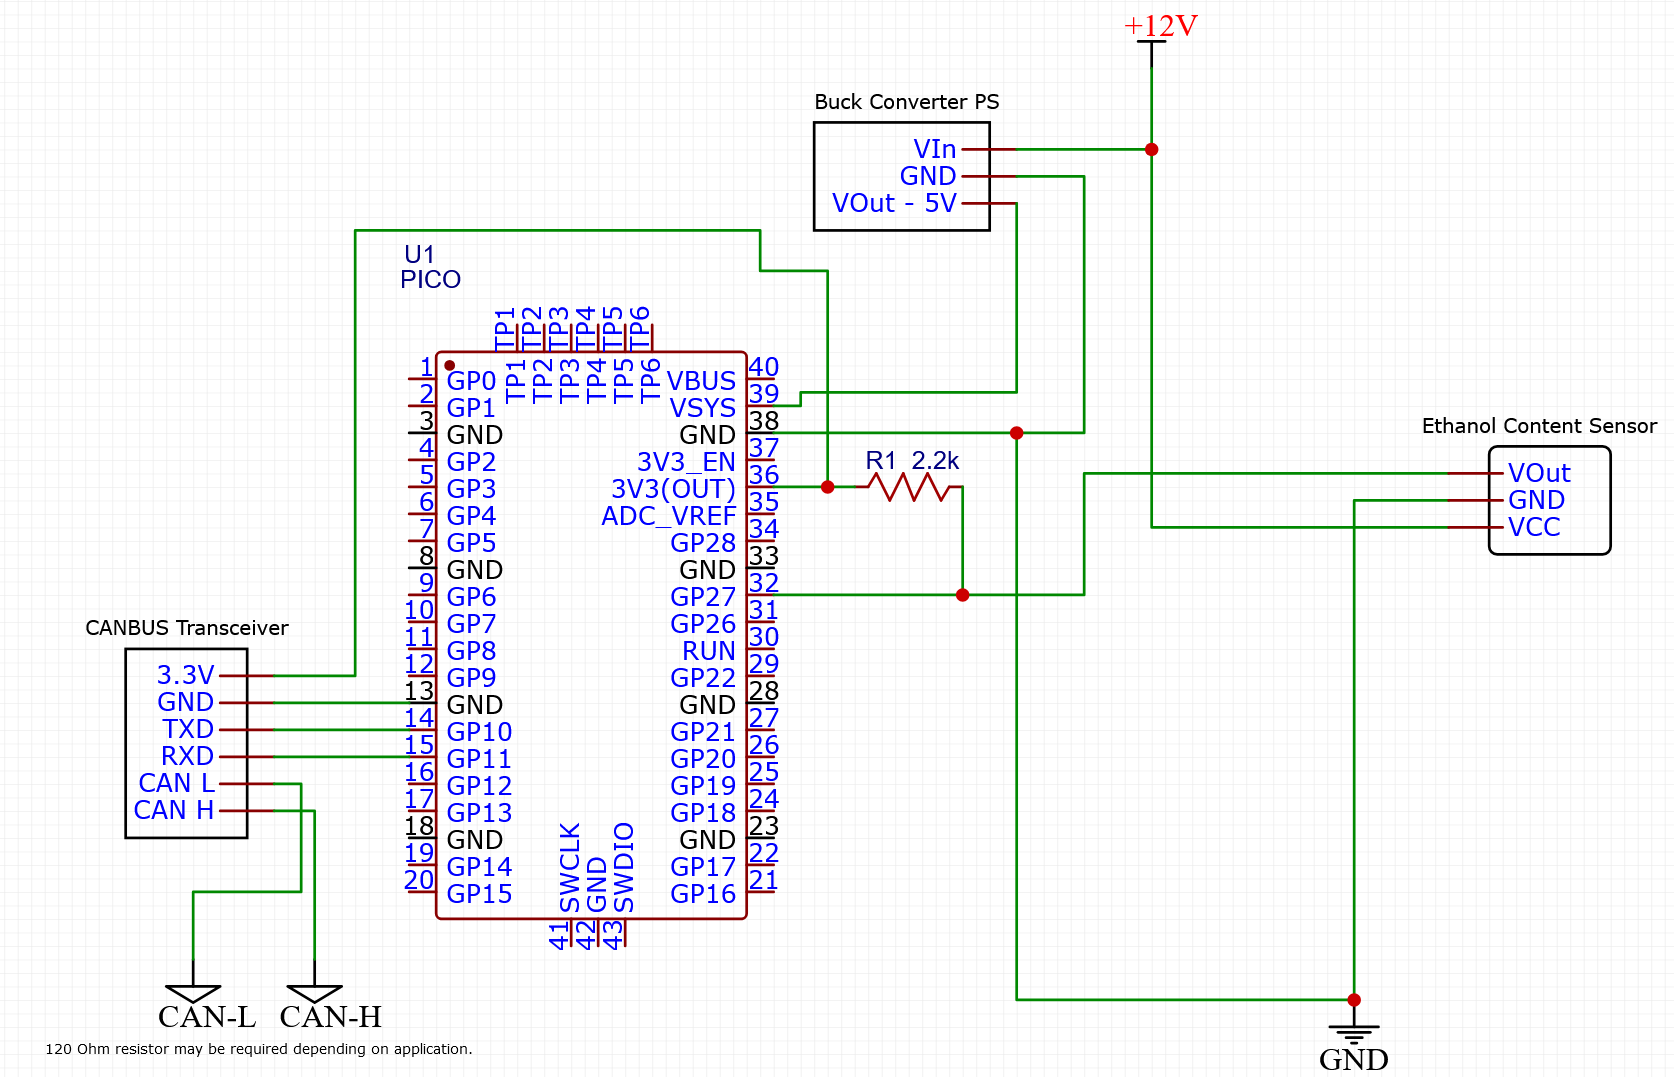 +12V
Buck Converter PS
VIn
GND
VOut - 5V
U1
PICO
TP1 TP2 TP3 TP4 TP5 TP6
TP1 TP2 TP3 TP4 TP5 TP6
1 GP0 VBUS 40
2 GP1 VSYS 39
3 GND GND 38
4 GP2 3V3_EN 37
5 GP3 3V3(OUT) 36
6 GP4 ADC_VREF 35
7 GP5 GP28 34
8 GND GND 33
9 GP6 GP27 32
10 GP7 GP26 31
11 GP8 RUN 30
12 GP9 GP22 29
13 GND GND 28
14 GP10 GP21 27
15 GP11 GP20 26
16 GP12 GP19 25
17 GP13 GP18 24
18 GND GND 23
19 GP14 GP17 22
20 GP15 GP16 21
SWCLK GND SWDIO
41 42 43
R1 2.2k
Ethanol Content Sensor
VOut
GND
VCC
CANBUS Transceiver
3.3V
GND
TXD
RXD
CAN L
CAN H
CAN-L CAN-H
120 Ohm resistor may be required depending on application.
GND